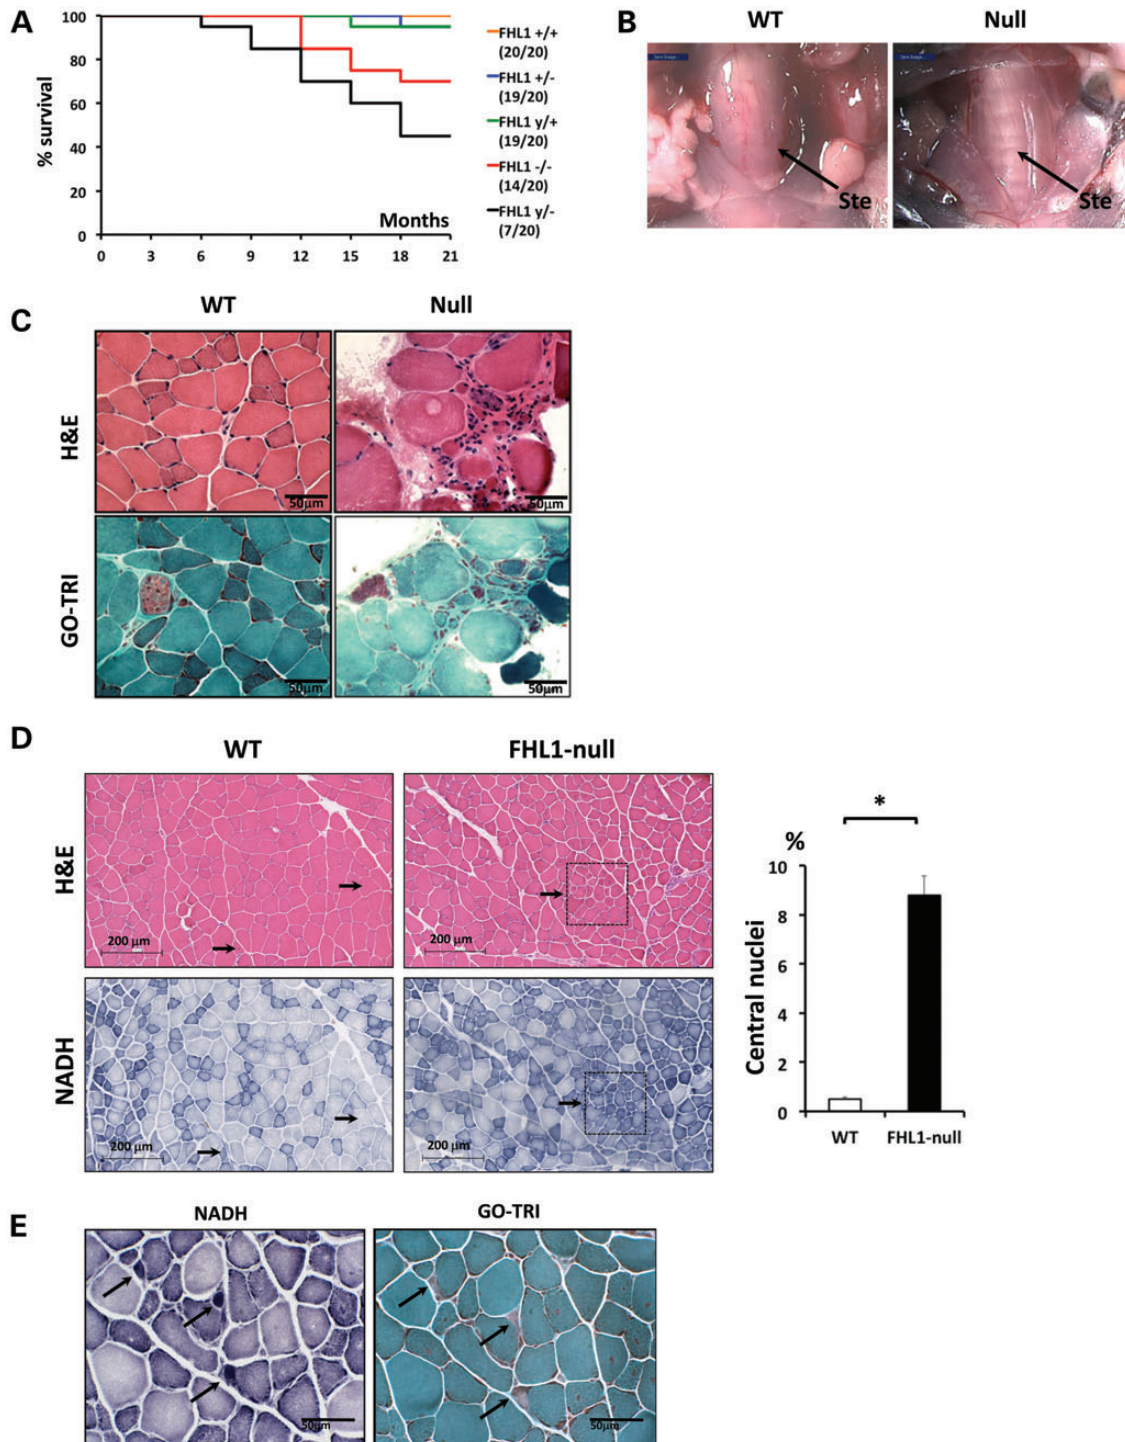 A
100
80
60
40
20
0
% survival
Months
0 3 6 9 12 15 18 21
FHL1 +/+
(20/20)
FHL1 +/-
(19/20)
FHL1 y/+
(19/20)
FHL1 -/-
(14/20)
FHL1 y/-
(7/20)
B
WT Null
Ste Ste
C
WT Null
H&E
50µm 50µm
GO-TRI
50µm 50µm
D
WT FHL1-null
H&E
200 µm 200 µm
NADH
200 µm 200 µm
*
%
10
8
6
4
2
0
Central nuclei
WT FHL1-null
E
NADH GO-TRI
50µm 50µm